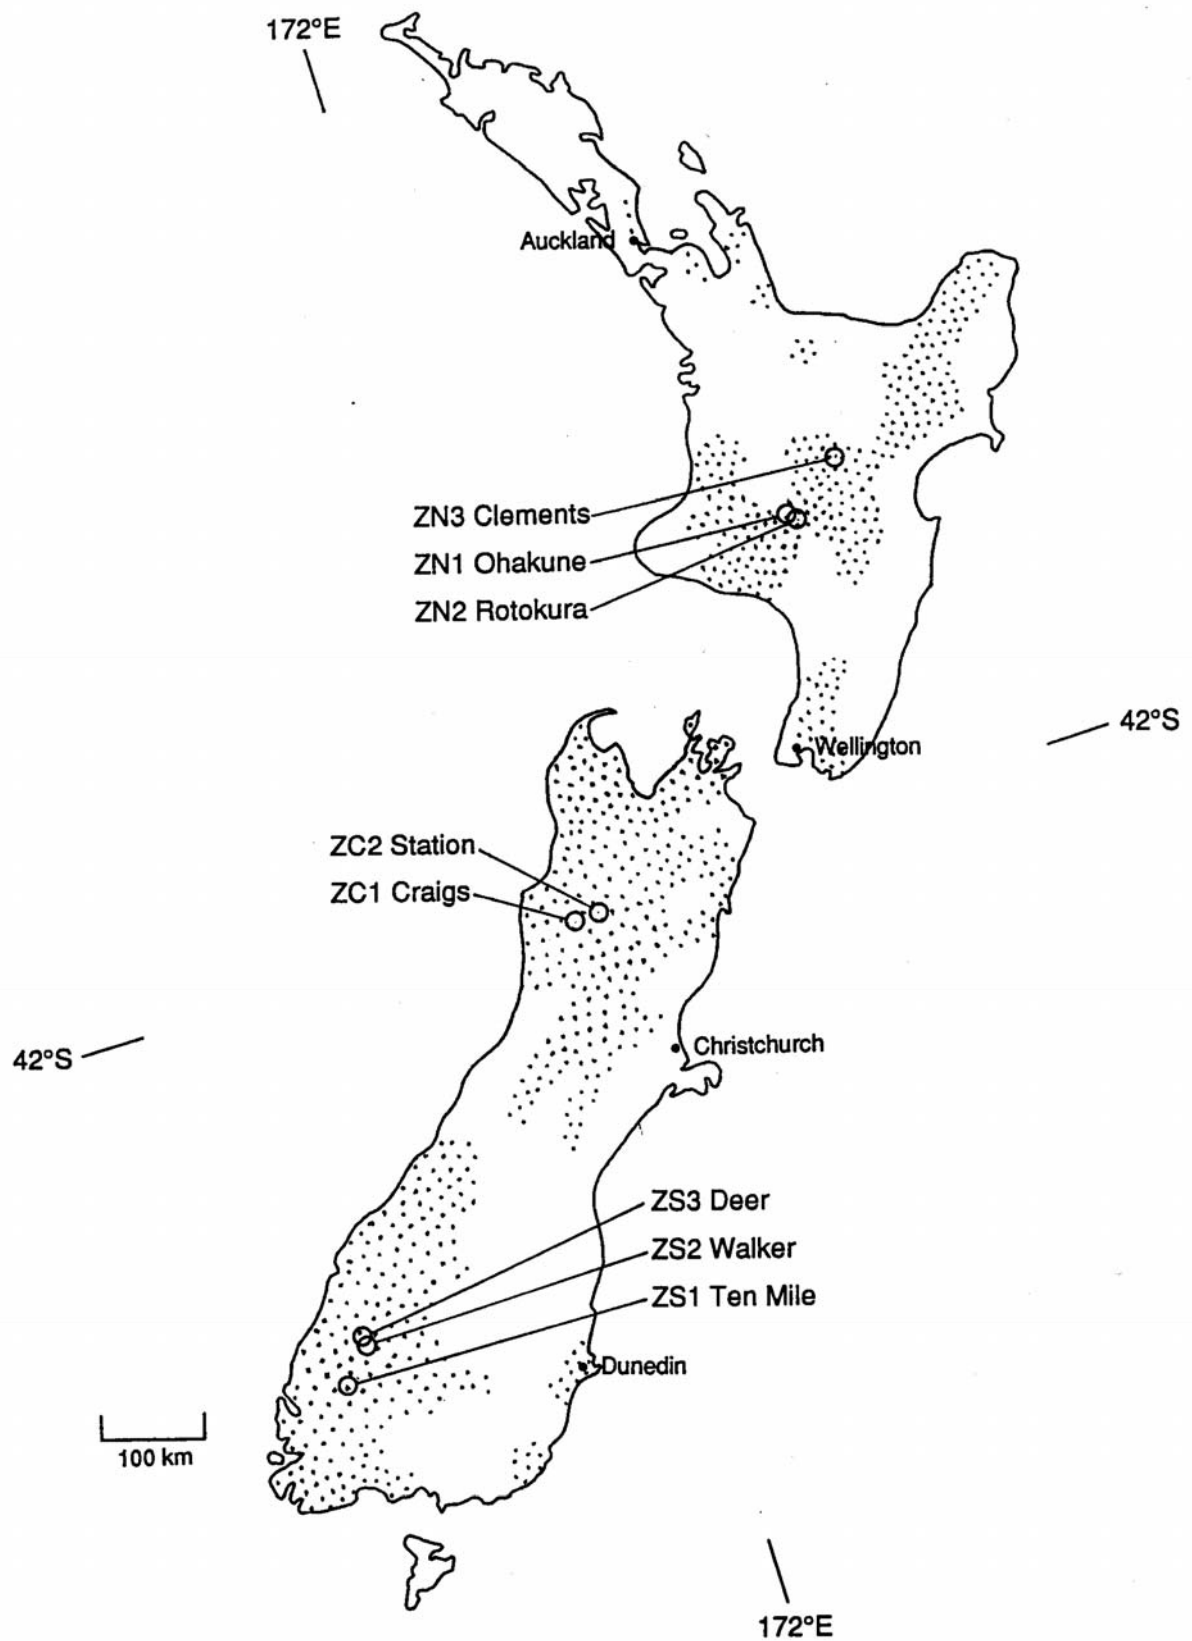 172°E
Auckland
ZN3 Clements
ZN1 Ohakune
ZN2 Rotokura
42°S
Wellington
ZC2 Station
ZC1 Craigs
Christchurch
42°S
ZS3 Deer
ZS2 Walker
ZS1 Ten Mile
Dunedin
100 km
172°E